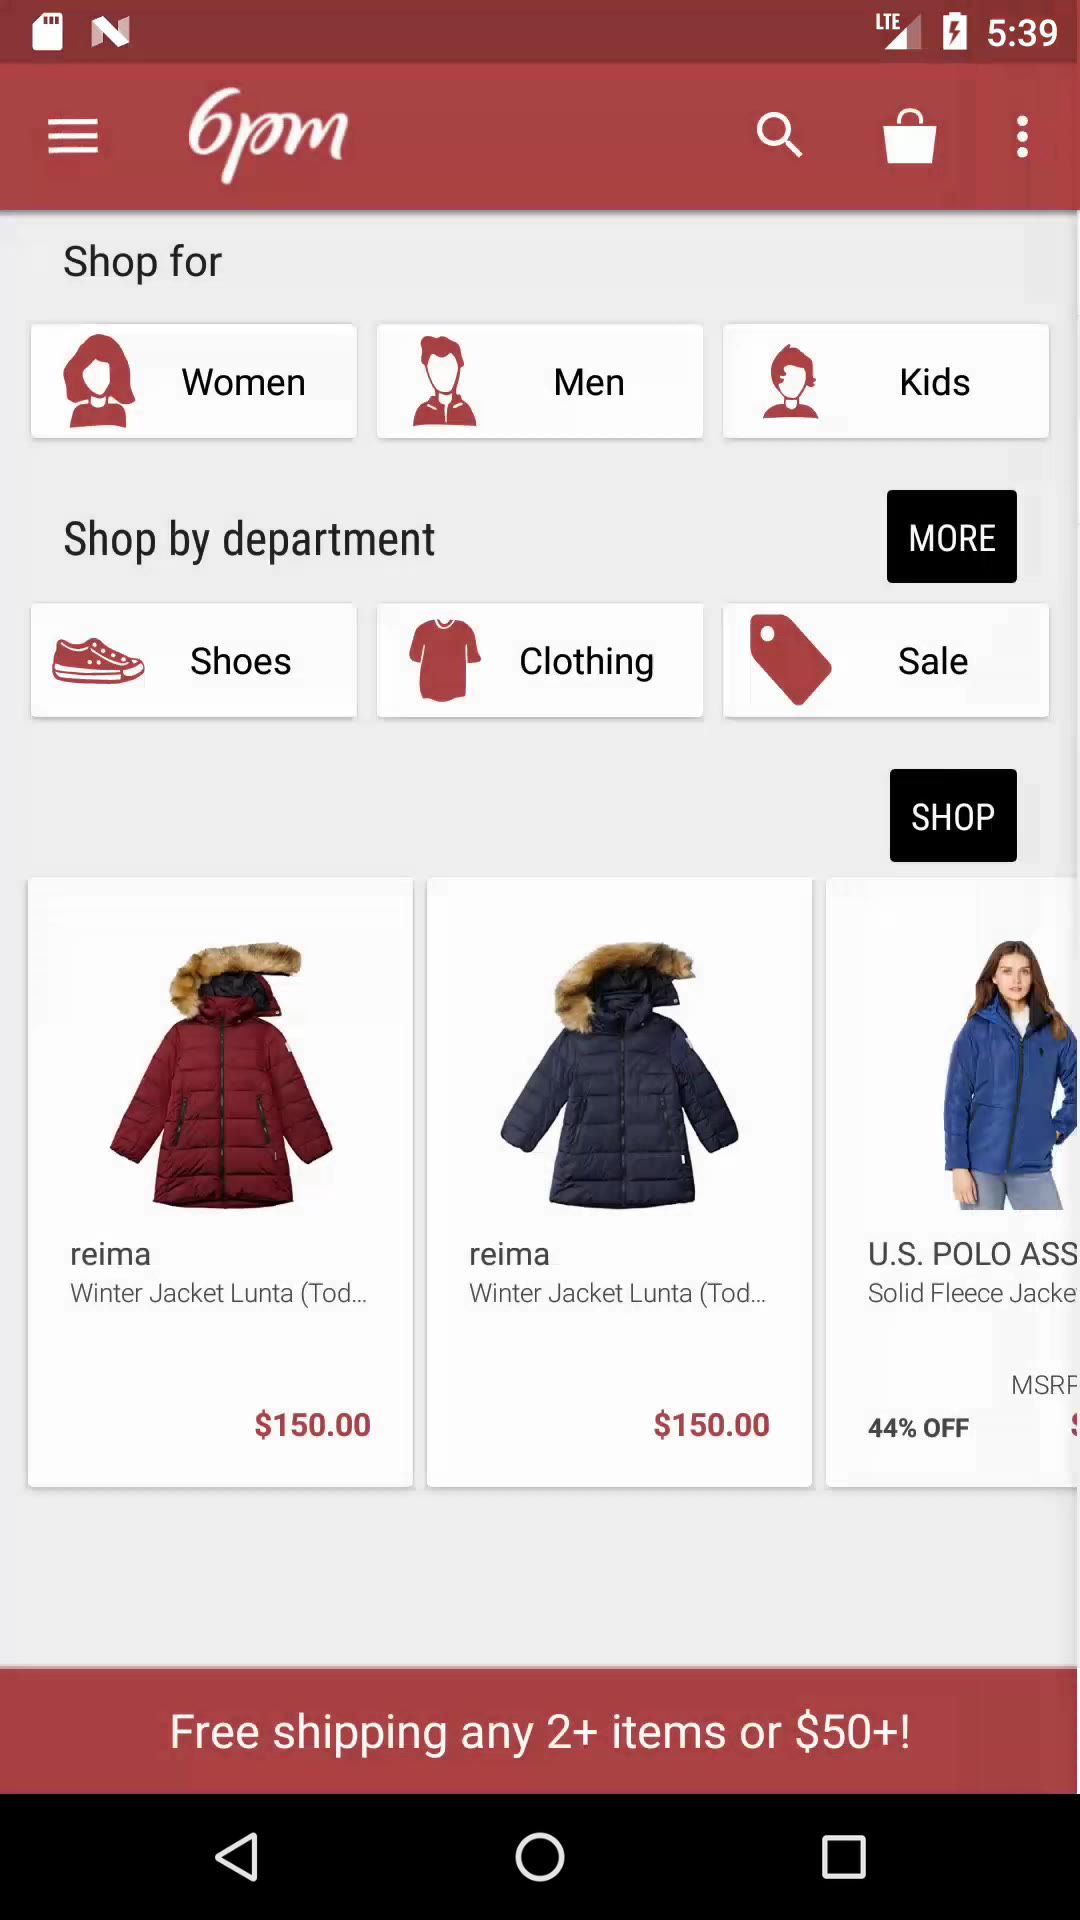 LTE 5:39
6pm
Shop for
Women Men Kids
Shop by department MORE
Shoes Clothing Sale
SHOP
reima reima U.S. POLO ASS
Winter Jacket Lunta (Tod... Winter Jacket Lunta (Tod... Solid Fleece Jacke
MSRP
$150.00 $150.00 44% OFF $
Free shipping any 2+ items or $50+!